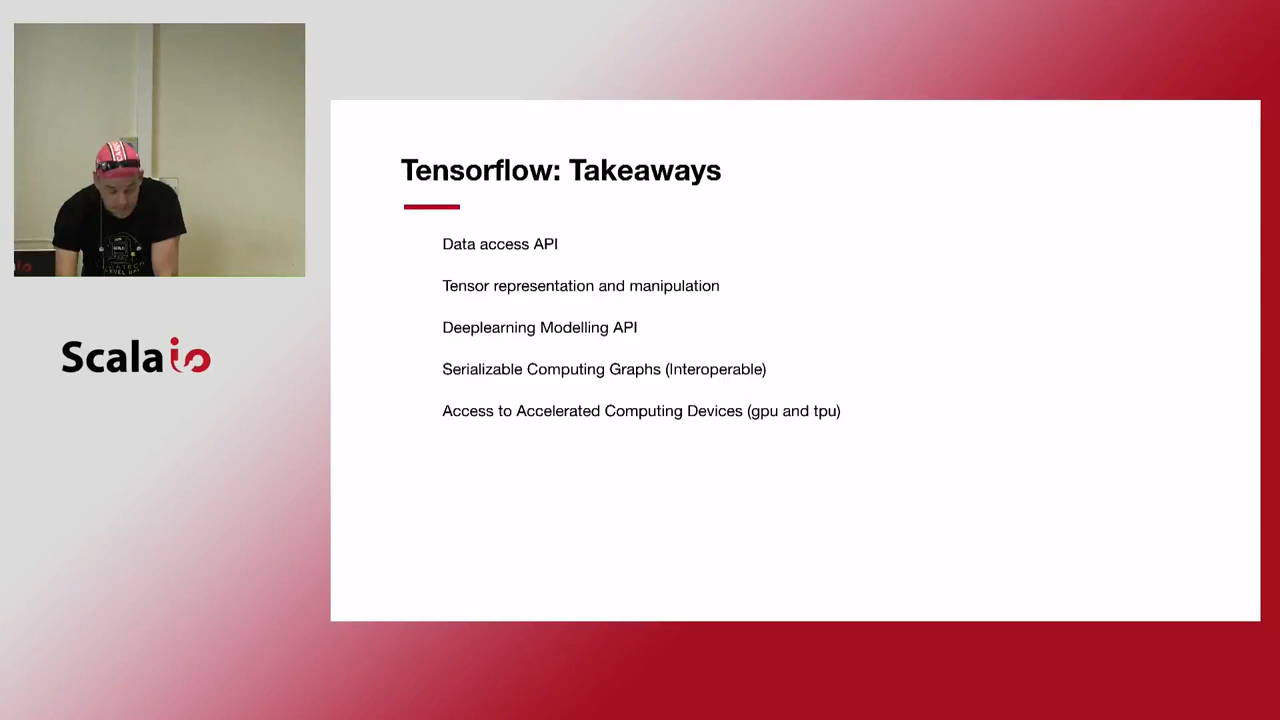 Scala io
Tensorflow: Takeaways
Data access API
Tensor representation and manipulation
Deeplearning Modelling API
Serializable Computing Graphs (Interoperable)
Access to Accelerated Computing Devices (gpu and tpu)